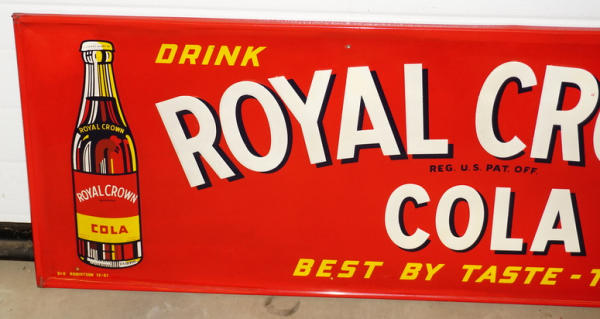 DRINK
ROYAL CRO
REG. U.S. PAT. OFF.
COLA
BEST BY TASTE-T
ROYAL CROWN
ROYAL CROWN
COLA